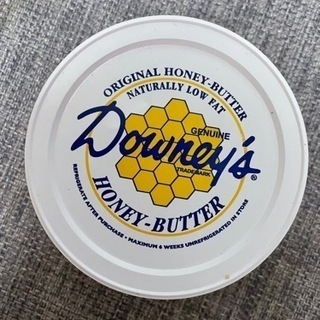 ORIGINAL HONEY-BUTTER
NATURALLY LOW FAT
GENUINE
Downey's®
TRADEMARK
HONEY-BUTTER
REFRIGERATE AFTER PURCHASE • MAXIMUM 6 WEEKS UNREFRIGERATED IN STORE